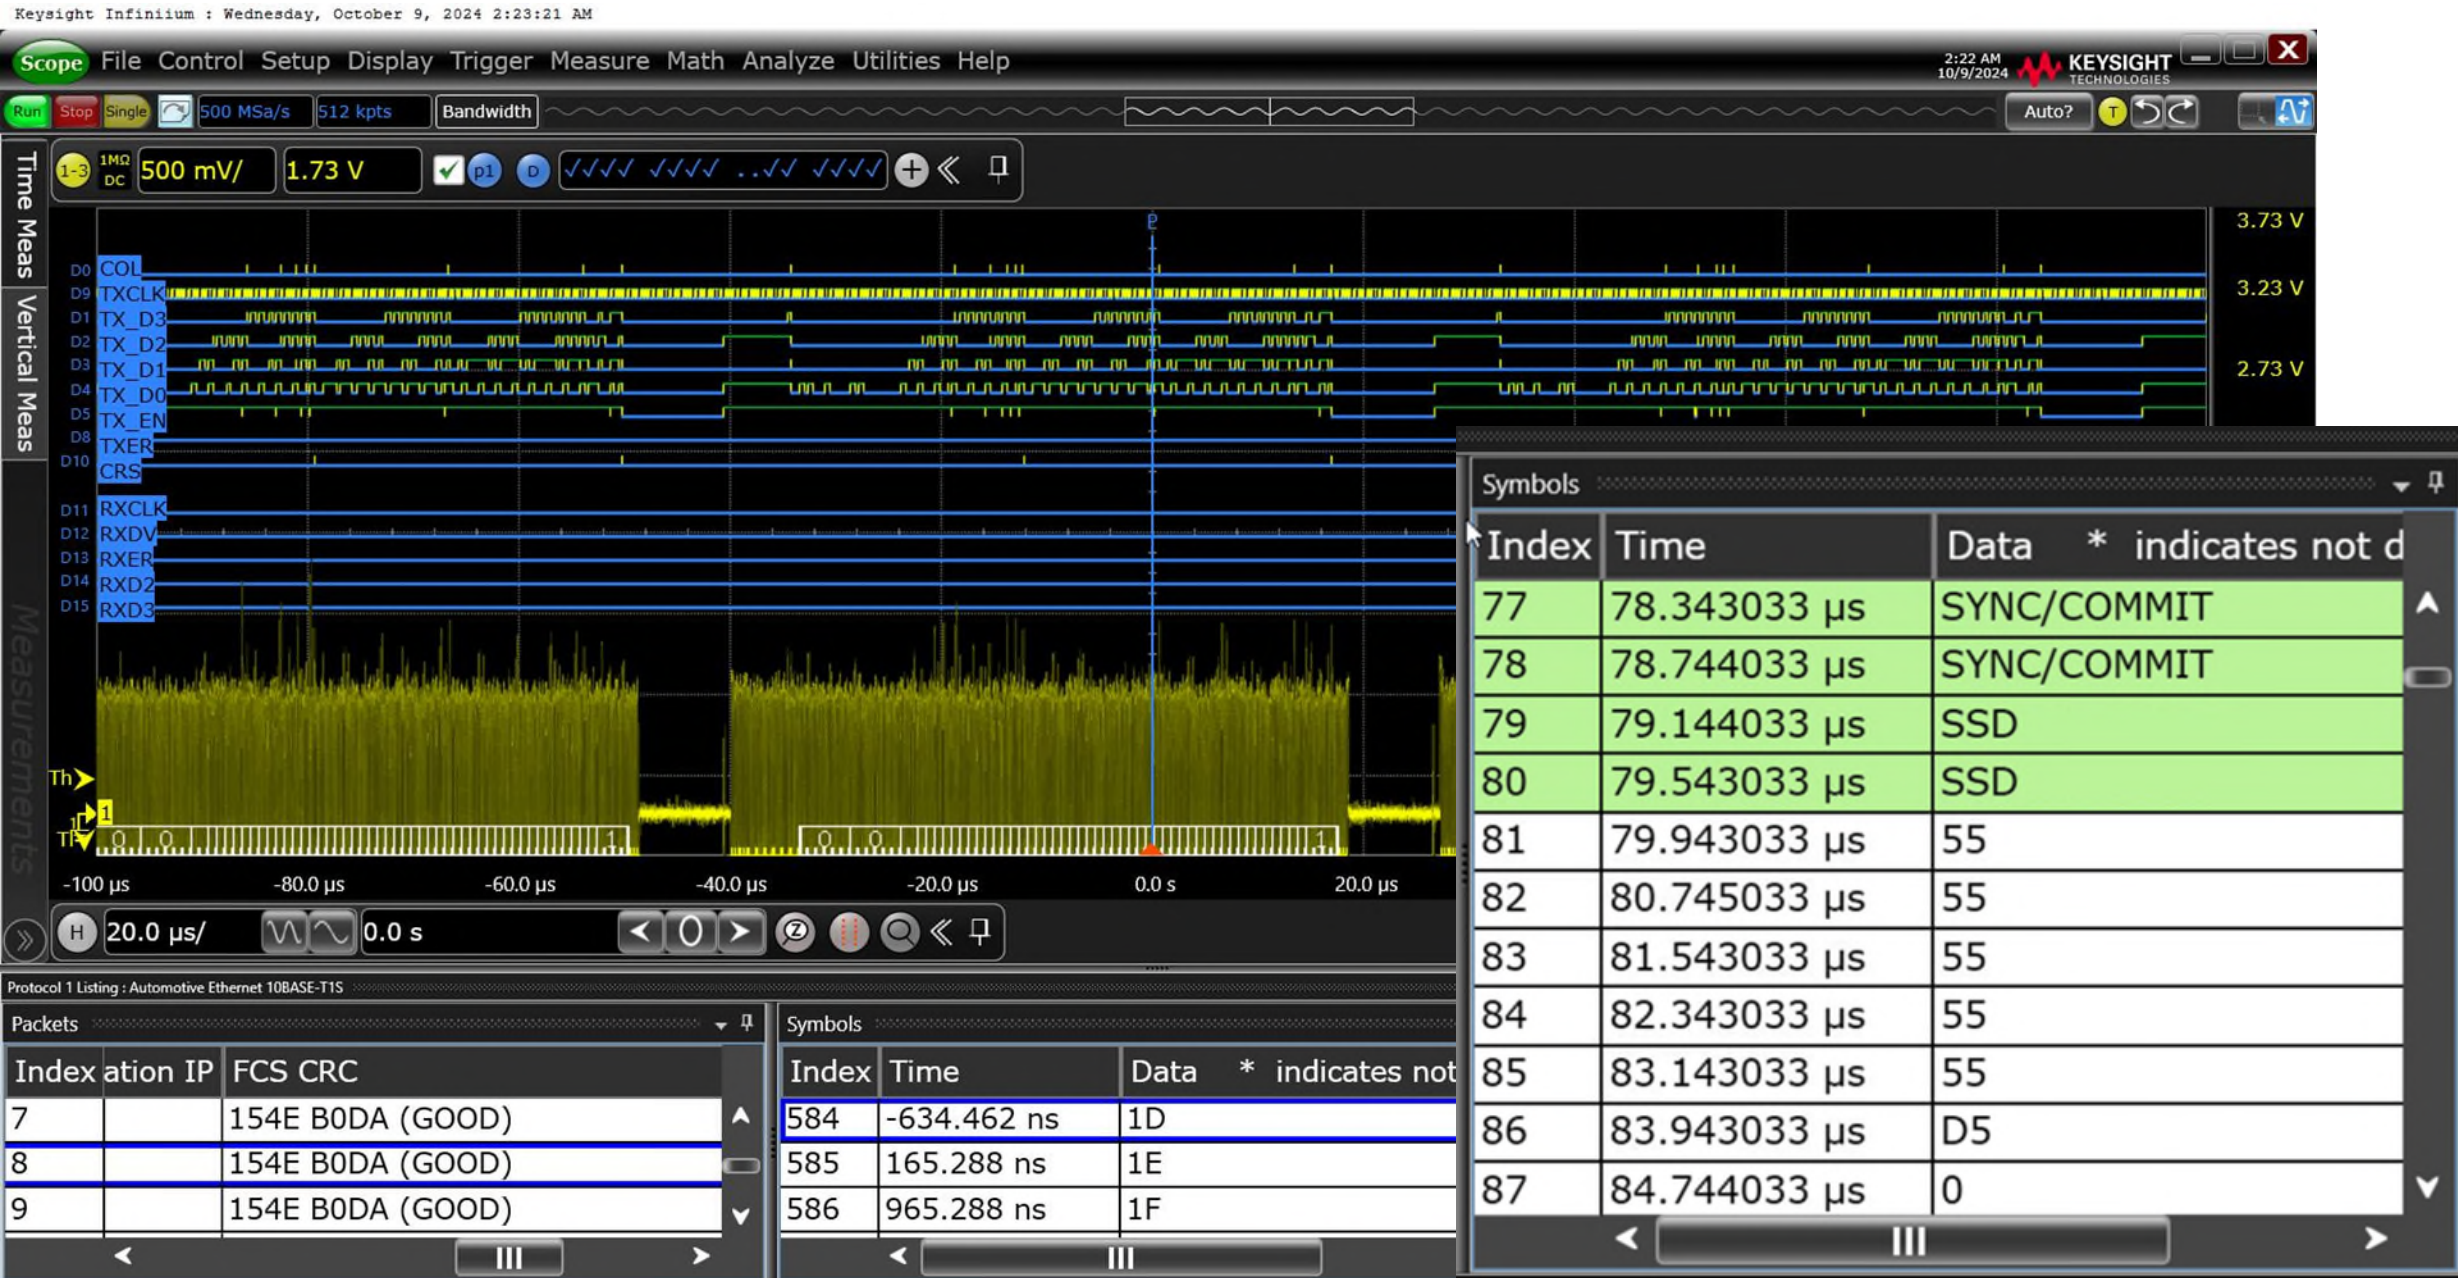 Keysight Infiniium : Wednesday, October 9, 2024 2:23:21 AM
Scope File Control Setup Display Trigger Measure Math Analyze Utilities Help
2:22 AM
10/9/2024
KEYSIGHT
TECHNOLOGIES
Run Stop Single 500 MSa/s 512 kpts Bandwidth Auto? T
Time Meas
Vertical Meas
Measurements
1-3 1MΩ DC 500 mV/ 1.73 V p1 D
P
3.73 V
D0 COL
D9 TXCLK 3.23 V
D1 TX_D3
D2 TX_D2
D3 TX_D1 2.73 V
D4 TX_D0
D5 TX_EN
D8 TXER
D10 CRS
D11 RXCLK
D12 RXDV
D13 RXER
D14 RXD2
D15 RXD3
Th
1
0 0 1 0 0 1
-100 µs -80.0 µs -60.0 µs -40.0 µs -20.0 µs 0.0 s 20.0 µs
H 20.0 µs/ 0.0 s 0 Z
Protocol 1 Listing : Automotive Ethernet 10BASE-T1S
Packets
Index ation IP FCS CRC
7 154E B0DA (GOOD)
8 154E B0DA (GOOD)
9 154E B0DA (GOOD)
Symbols
Index Time Data * indicates not
584 -634.462 ns 1D
585 165.288 ns 1E
586 965.288 ns 1F
Symbols
Index Time Data * indicates not d
77 78.343033 µs SYNC/COMMIT
78 78.744033 µs SYNC/COMMIT
79 79.144033 µs SSD
80 79.543033 µs SSD
81 79.943033 µs 55
82 80.745033 µs 55
83 81.543033 µs 55
84 82.343033 µs 55
85 83.143033 µs 55
86 83.943033 µs D5
87 84.744033 µs 0